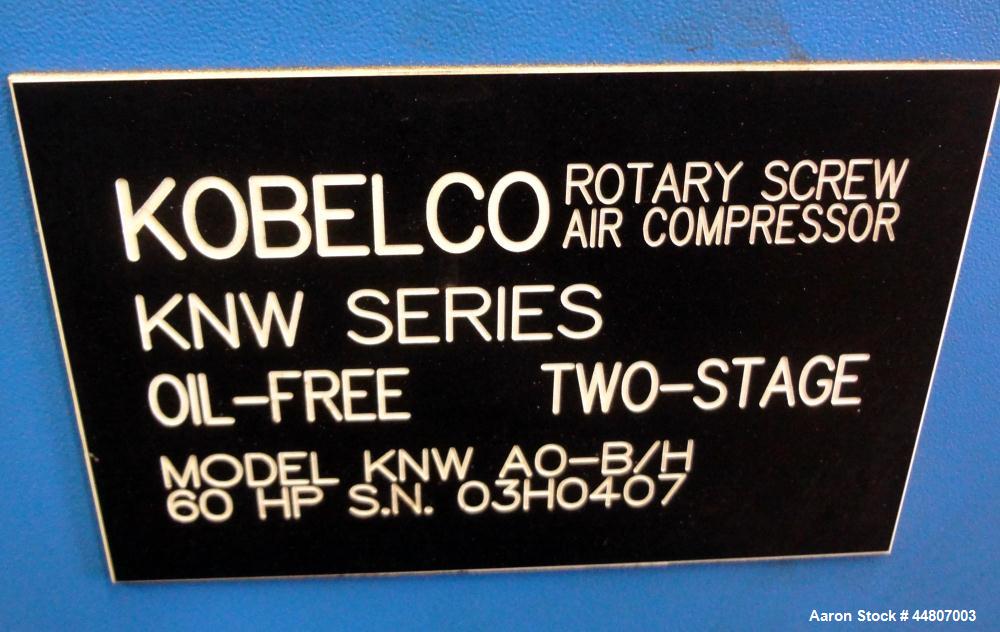 KOBELCO ROTARY SCREW
AIR COMPRESSOR
KNW SERIES
OIL-FREE TWO-STAGE
MODEL KNW A0-B/H
60 HP S.N. 03H0407
Aaron Stock # 44807003